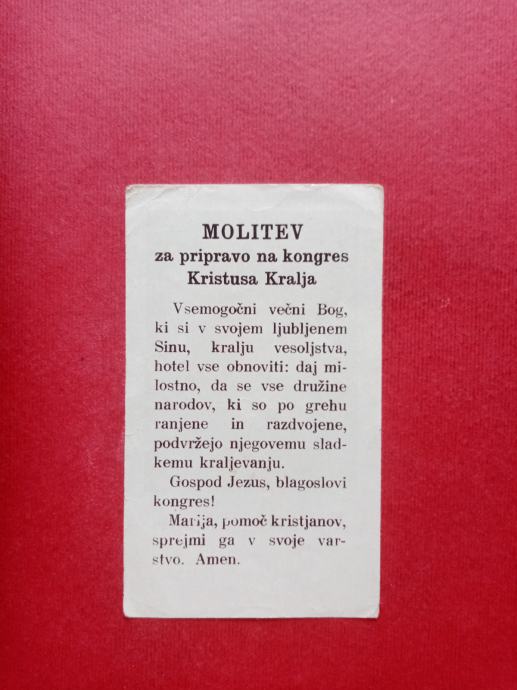 MOLITEV
za pripravo na kongres
Kristusa Kralja
Vsemogočni večni Bog,
ki si v svojem ljubljenem
Sinu, kralju vesoljstva,
hotel vse obnoviti: daj mi-
lostno, da se vse družine
narodov, ki so po grehu
ranjene in razdvojene,
podvržejo njegovemu slad-
kemu kraljevanju.
Gospod Jezus, blagoslovi
kongres!
Marija, pomoč kristjanov,
sprejmi ga v svoje var-
stvo. Amen.